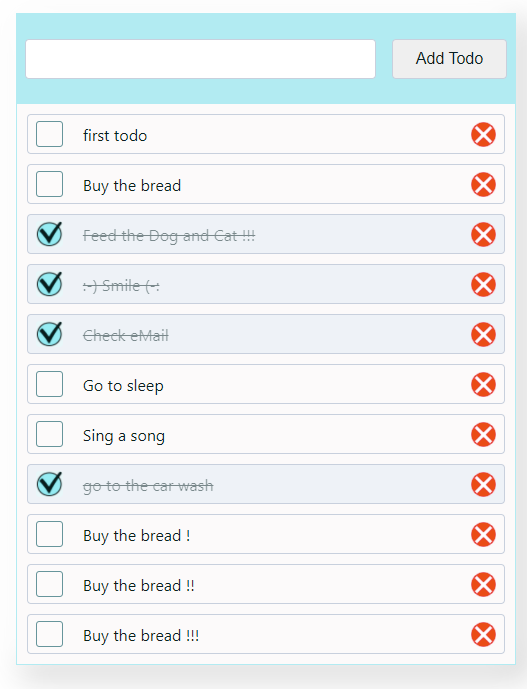 Add Todo
first todo
Buy the bread
Feed the Dog and Cat !!!
:-) Smile (-:
Check eMail
Go to sleep
Sing a song
go to the car wash
Buy the bread !
Buy the bread !!
Buy the bread !!!